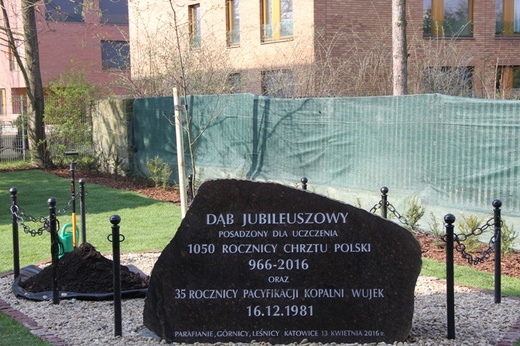 DĄB JUBILEUSZOWY
POSADZONY DLA UCZCZENIA
1050 ROCZNICY CHRZTU POLSKI
966-2016
35 ROCZNICY PACYFIKACJI KOPALNI WUJEK
16.12.1981
PARAFIANIE, GÓRNICY, LEŚNICY KATOWICE 13 KWIETNIA 2016 R.